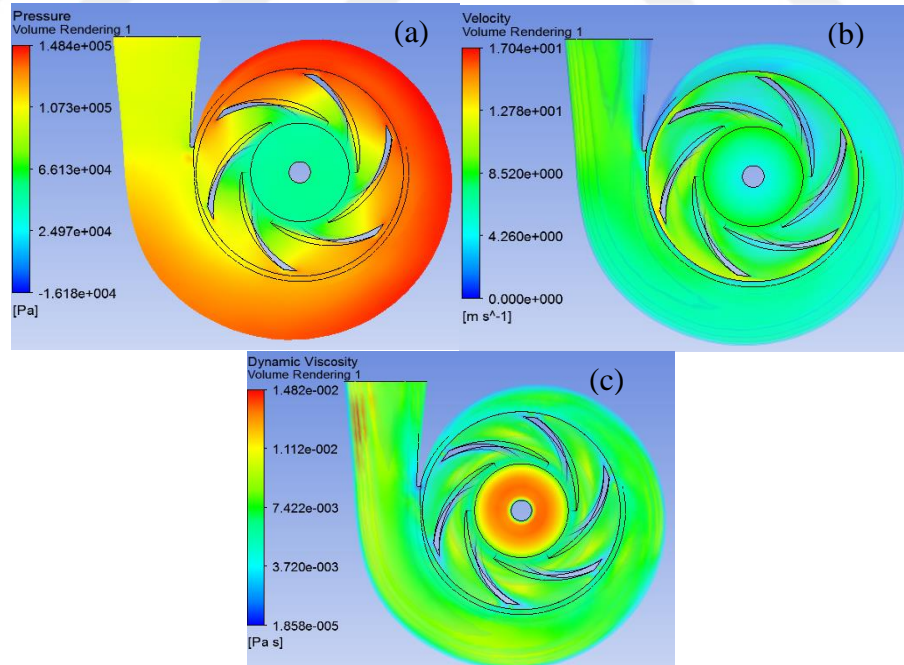 Pressure
Volume Rendering 1
(a)
1.484e+005
1.073e+005
6.613e+004
2.497e+004
-1.618e+004
[Pa]
Velocity
Volume Rendering 1
(b)
1.704e+001
1.278e+001
8.520e+000
4.260e+000
0.000e+000
[m s^-1]
Dynamic Viscosity
Volume Rendering 1
(c)
1.482e-002
1.112e-002
7.422e-003
3.720e-003
1.858e-005
[Pa s]